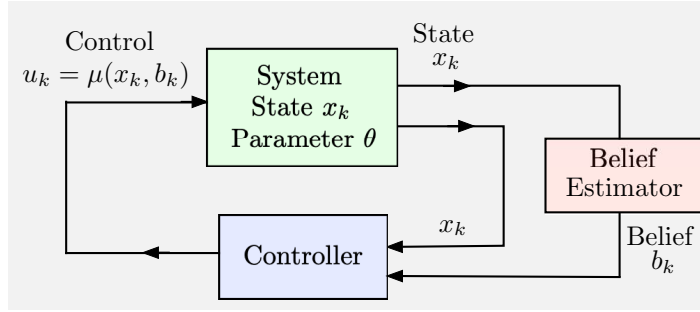 Control
u_k = μ(x_k, b_k)
System
State x_k
Parameter θ
State
x_k
Belief
Estimator
x_k
Controller
Belief
b_k